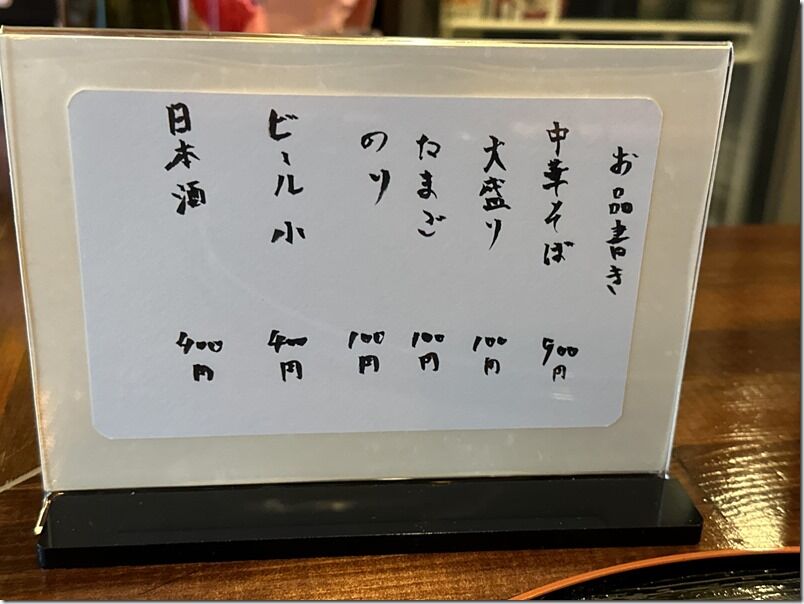 お品書き
中華そば 900円
大盛り 100円
たまご 100円
のり 100円
ビール 小 400円
日本酒 400円